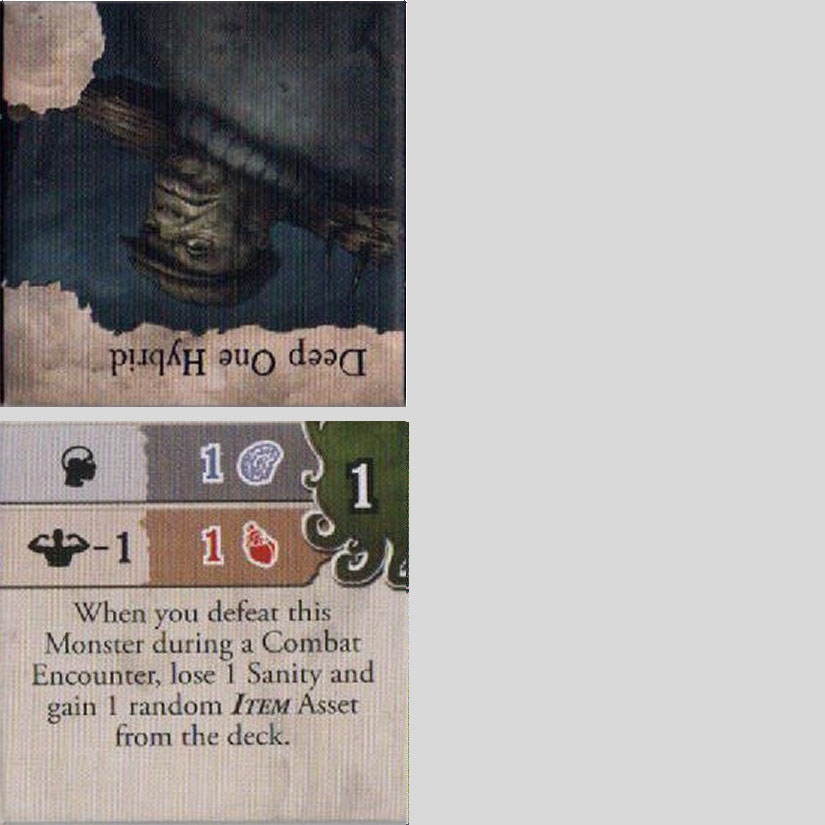 Deep One Hybrid
1
1
-1
1
When you defeat this
Monster during a Combat
Encounter, lose 1 Sanity and
gain 1 random ITEM Asset
from the deck.